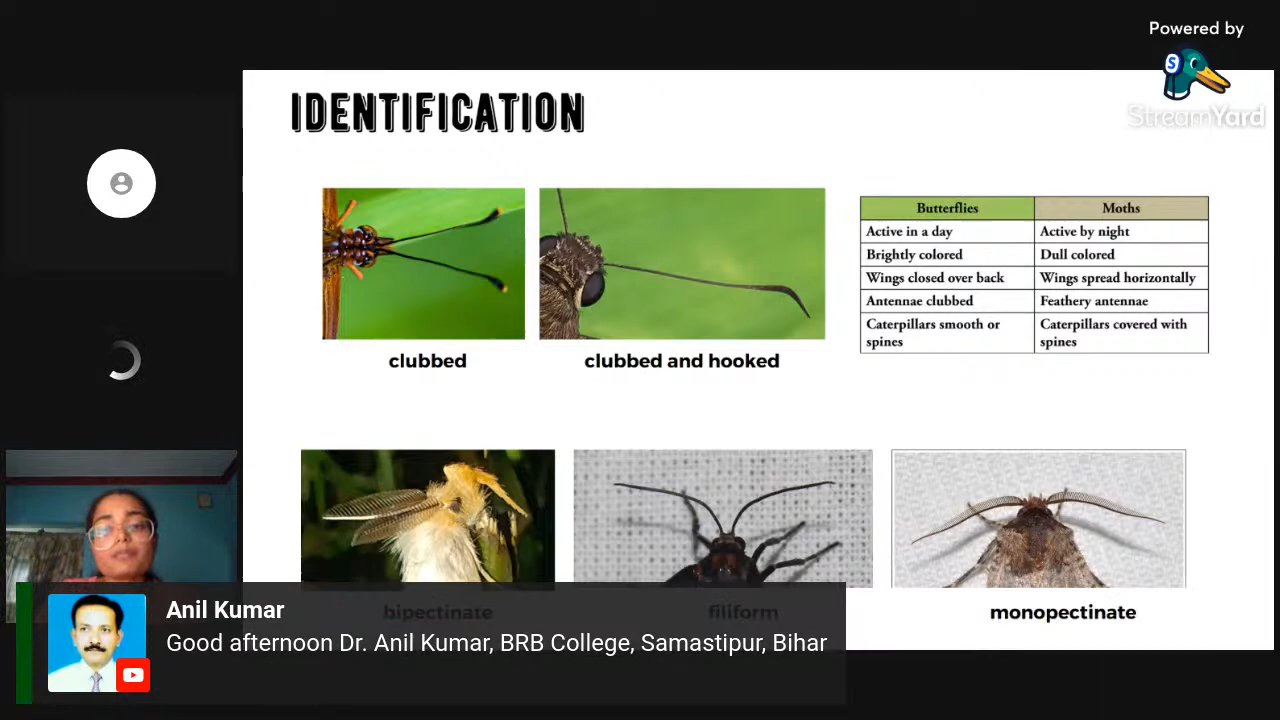 Powered by
StreamYard
IDENTIFICATION
Butterflies Moths
Active in a day Active by night
Brightly colored Dull colored
Wings closed over back Wings spread horizontally
Antennae clubbed Feathery antennae
Caterpillars smooth or Caterpillars covered with
spines spines
clubbed
clubbed and hooked
bipectinate
filiform
monopectinate
Anil Kumar
Good afternoon Dr. Anil Kumar, BRB College, Samastipur, Bihar